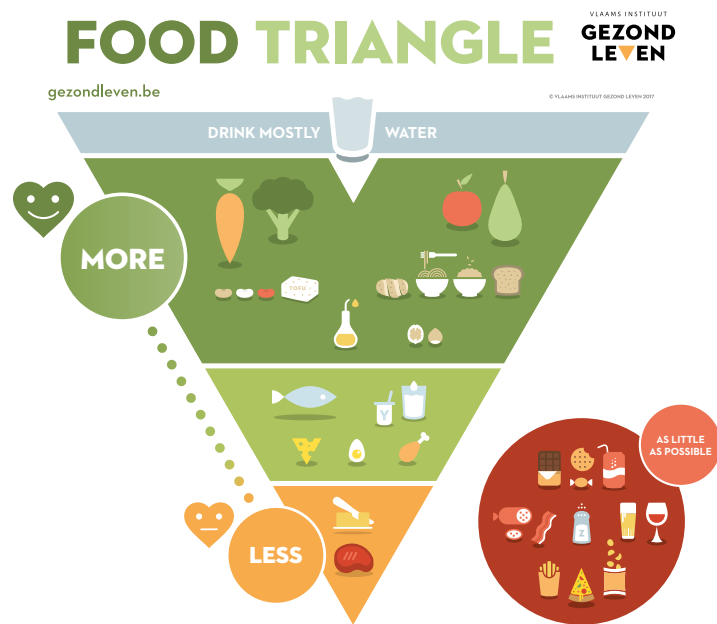 FOOD TRIANGLE
VLAAMS INSTITUUT
GEZOND
LEVEN
gezondleven.be
© VLAAMS INSTITUUT GEZOND LEVEN 2017
DRINK MOSTLY WATER
MORE
TOFU
Y
AS LITTLE
AS POSSIBLE
Z
LESS